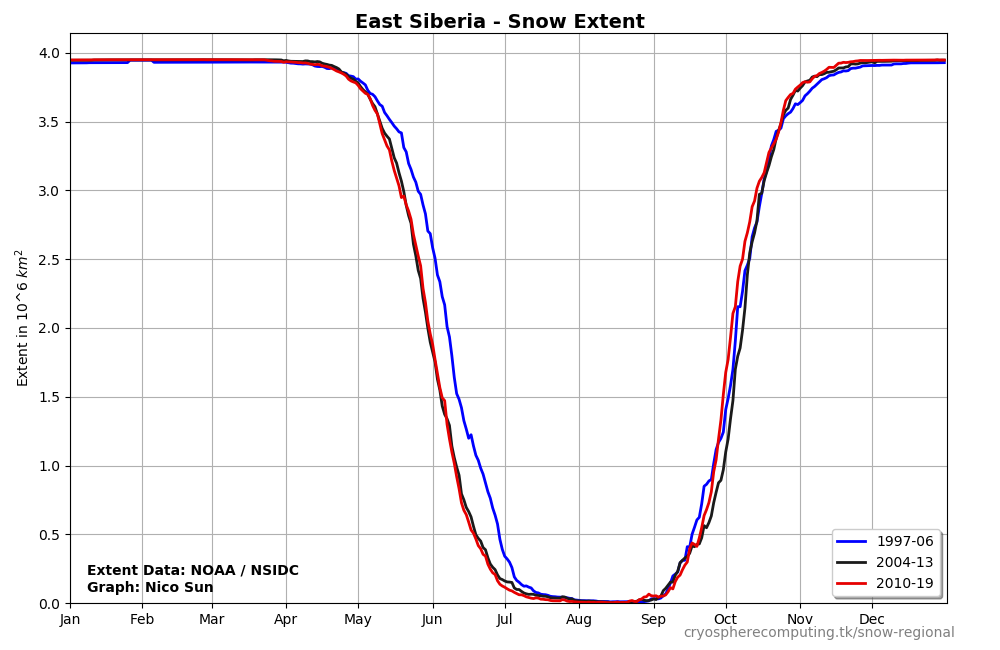 East Siberia - Snow Extent
Extent in 10^6 km²
4.0
3.5
3.0
2.5
2.0
1.5
1.0
0.5
0.0
Extent Data: NOAA / NSIDC
Graph: Nico Sun
1997-06
2004-13
2010-19
Jan Feb Mar Apr May Jun Jul Aug Sep Oct Nov Dec
cryospherecomputing.tk/snow-regional